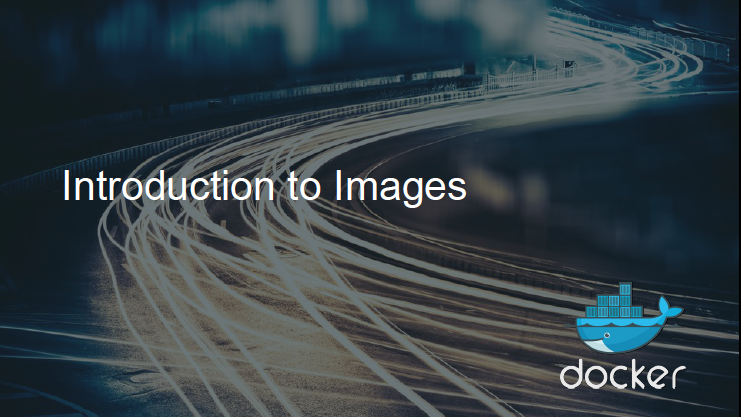 Introduction to Images
docker